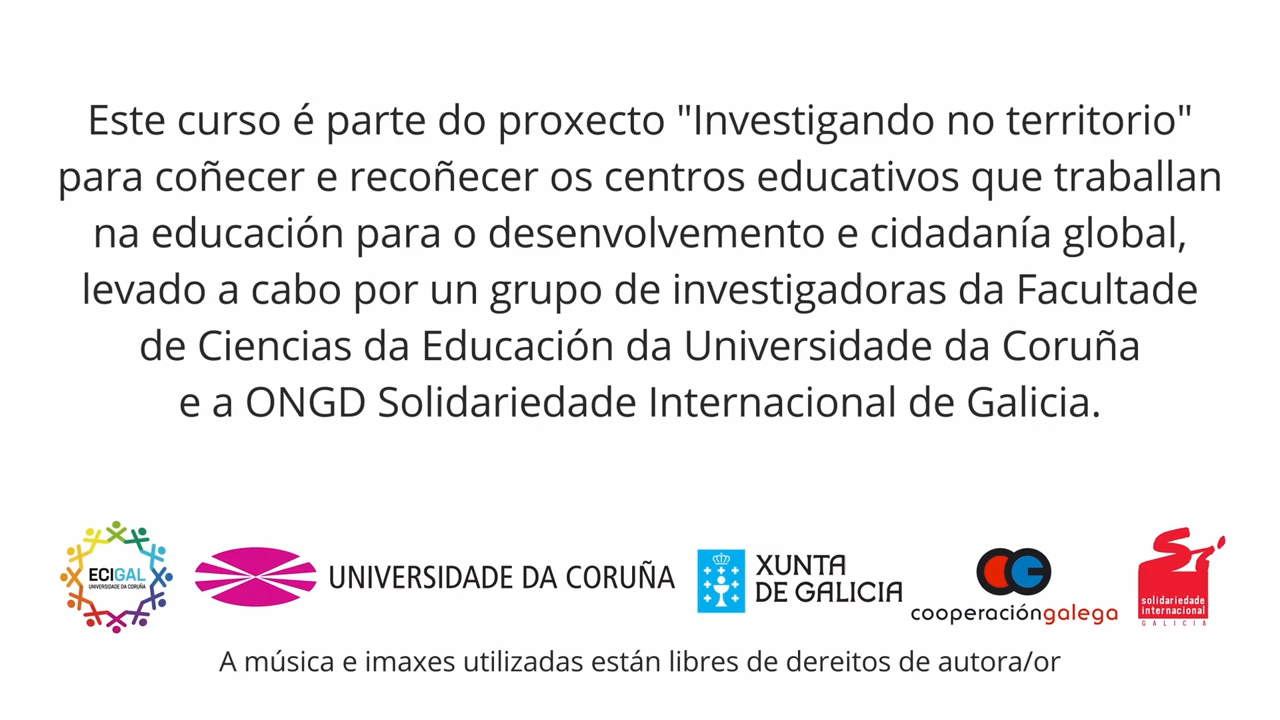 Este curso é parte do proxecto "Investigando no territorio"
para coñecer e recoñecer os centros educativos que traballan
na educación para o desenvolvemento e cidadanía global,
levado a cabo por un grupo de investigadoras da Facultade
de Ciencias da Educación da Universidade da Coruña
e a ONGD Solidariedade Internacional de Galicia.
ECIGAL
UNIVERSIDADE DA CORUÑA
UNIVERSIDADE DA CORUÑA
XUNTA
DE GALICIA
CG
cooperacióngalega
Si
solidariedade
internacional
GALICIA
A música e imaxes utilizadas están libres de dereitos de autora/or